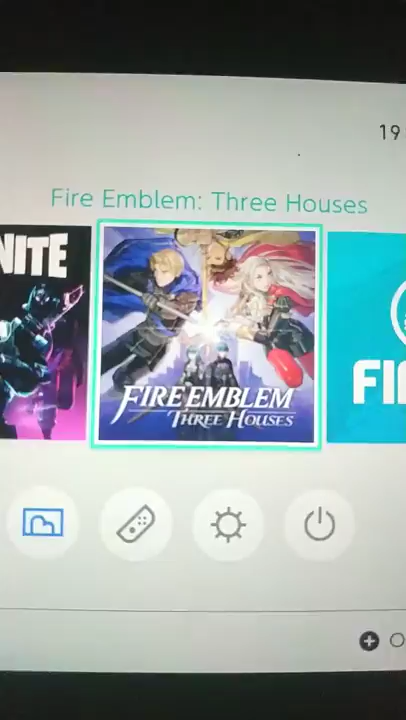 19
Fire Emblem: Three Houses
NITE
FIRE EMBLEM
THREE HOUSES
FI